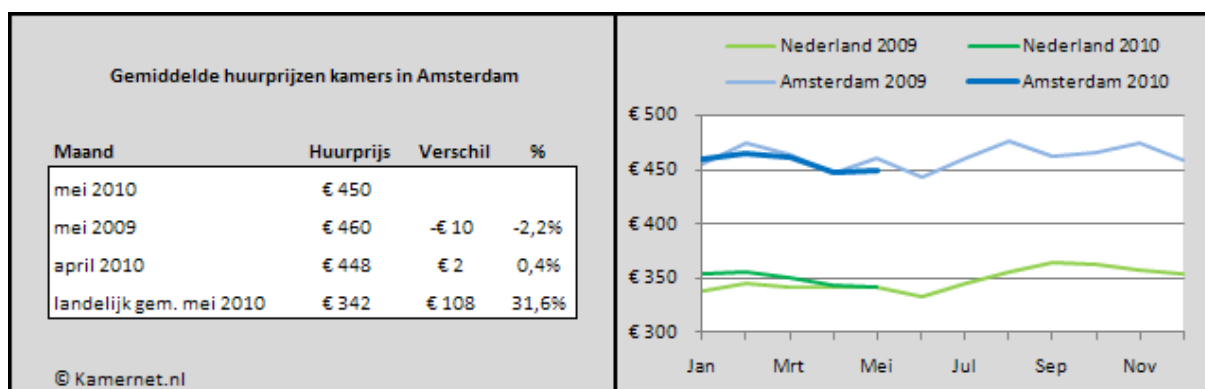 Gemiddelde huurprijzen kamers in Amsterdam
Maand Huurprijs Verschil %
mei 2010 € 450
mei 2009 € 460 -€ 10 -2,2%
april 2010 € 448 € 2 0,4%
landelijk gem. mei 2010 € 342 € 108 31,6%
© Kamernet.nl
Nederland 2009 Nederland 2010
Amsterdam 2009 Amsterdam 2010
€ 500
€ 450
€ 400
€ 350
€ 300
Jan Mrt Mei Jul Sep Nov